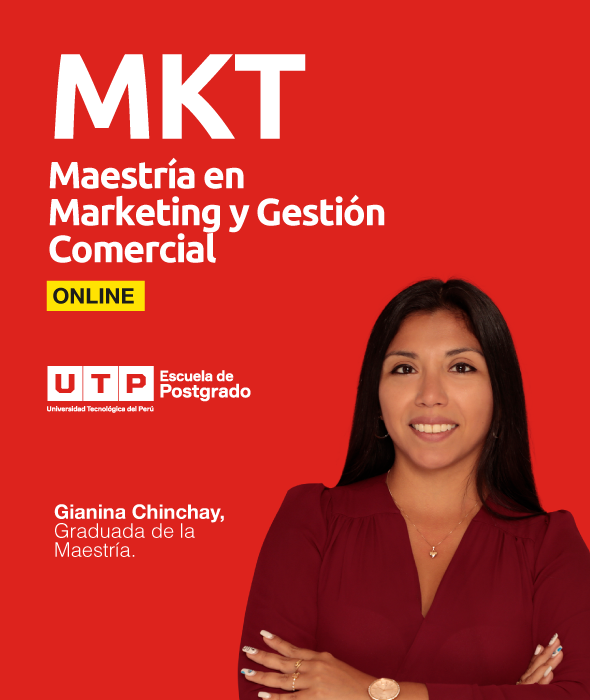 MKT
Maestría en
Marketing y Gestión
Comercial
ONLINE
UTP
Universidad Tecnológica del Perú
Escuela de
Postgrado
Gianina Chinchay,
Graduada de la
Maestría.